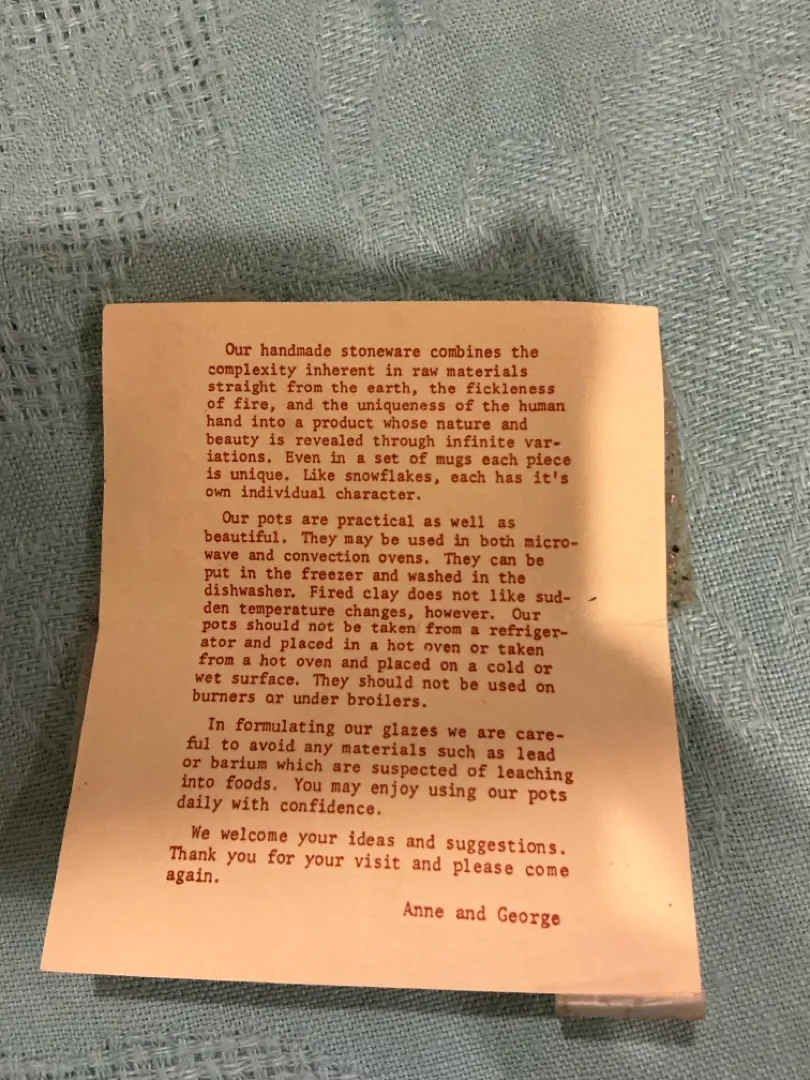 Our handmade stoneware combines the
complexity inherent in raw materials
straight from the earth, the fickleness
of fire, and the uniqueness of the human
hand into a product whose nature and
beauty is revealed through infinite var-
iations. Even in a set of mugs each piece
is unique. Like snowflakes, each has it's
own individual character.
Our pots are practical as well as
beautiful. They may be used in both micro-
wave and convection ovens. They can be
put in the freezer and washed in the
dishwasher. Fired clay does not like sud-
den temperature changes, however. Our
pots should not be taken from a refriger-
ator and placed in a hot oven or taken
from a hot oven and placed on a cold or
wet surface. They should not be used on
burners or under broilers.
In formulating our glazes we are care-
ful to avoid any materials such as lead
or barium which are suspected of leaching
into foods. You may enjoy using our pots
daily with confidence.
We welcome your ideas and suggestions.
Thank you for your visit and please come
again.
Anne and George